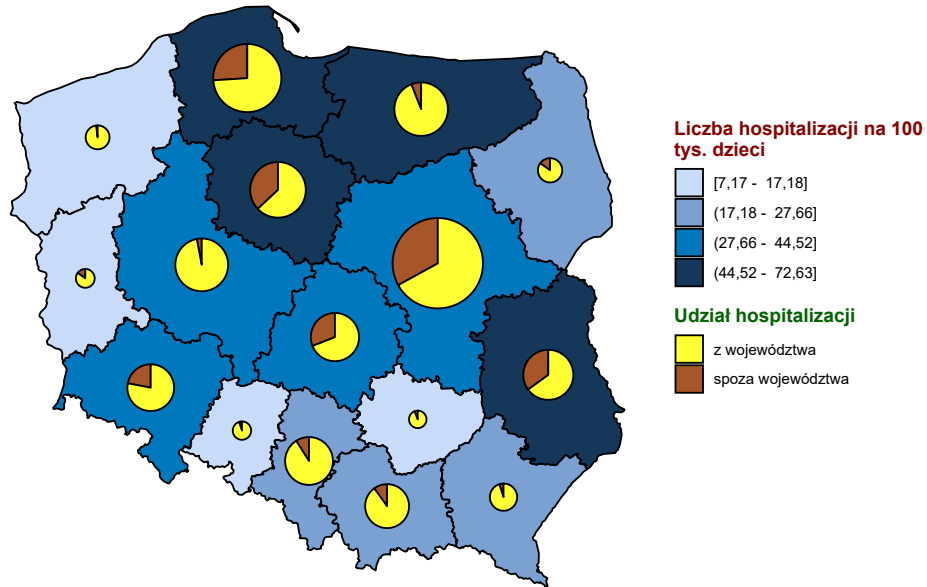 Liczba hospitalizacji na 100
tys. dzieci
[7,17 - 17,18]
(17,18 - 27,66]
(27,66 - 44,52]
(44,52 - 72,63]
Udział hospitalizacji
z województwa
spoza województwa